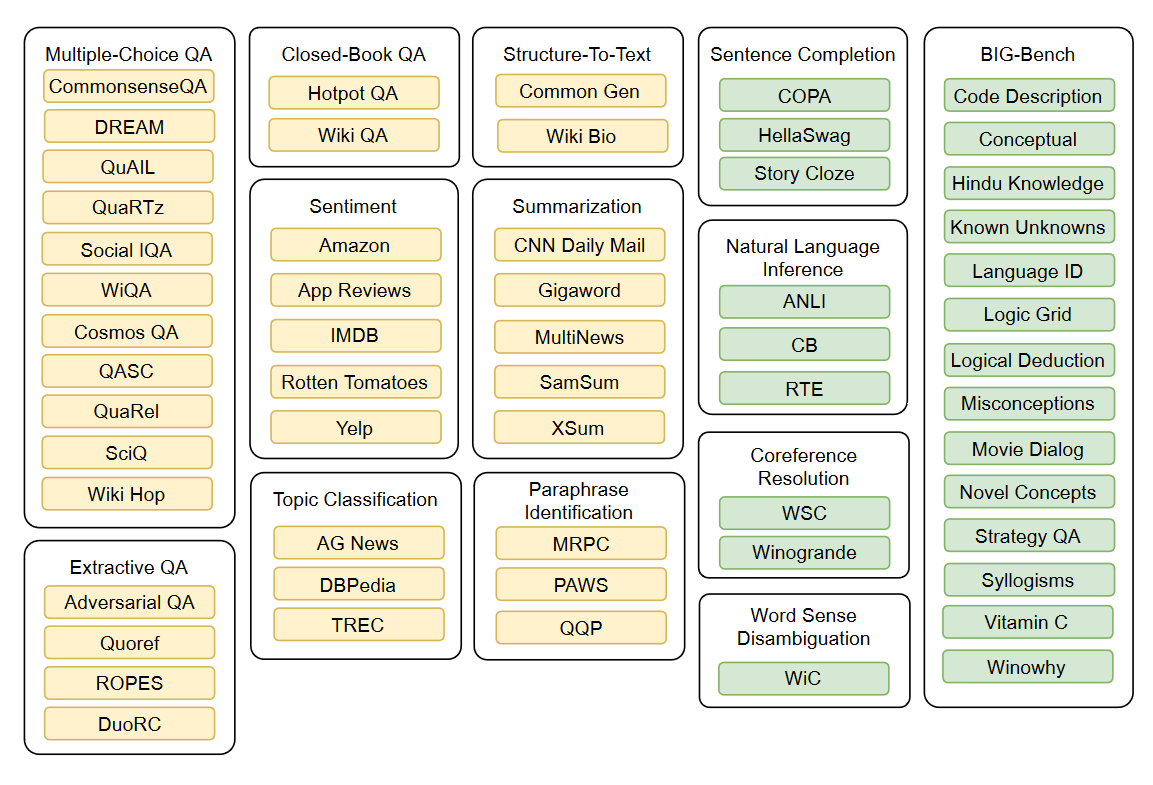 Multiple-Choice QA
CommonsenseQA
DREAM
QuAIL
QuaRTz
Social IQA
WiQA
Cosmos QA
QASC
QuaRel
SciQ
Wiki Hop
Extractive QA
Adversarial QA
Quoref
ROPES
DuoRC
Closed-Book QA
Hotpot QA
Wiki QA
Sentiment
Amazon
App Reviews
IMDB
Rotten Tomatoes
Yelp
Topic Classification
AG News
DBPedia
TREC
Structure-To-Text
Common Gen
Wiki Bio
Summarization
CNN Daily Mail
Gigaword
MultiNews
SamSum
XSum
Paraphrase
Identification
MRPC
PAWS
QQP
Sentence Completion
COPA
HellaSwag
Story Cloze
Natural Language
Inference
ANLI
CB
RTE
Coreference
Resolution
WSC
Winogrande
Word Sense
Disambiguation
WiC
BIG-Bench
Code Description
Conceptual
Hindu Knowledge
Known Unknowns
Language ID
Logic Grid
Logical Deduction
Misconceptions
Movie Dialog
Novel Concepts
Strategy QA
Syllogisms
Vitamin C
Winowhy